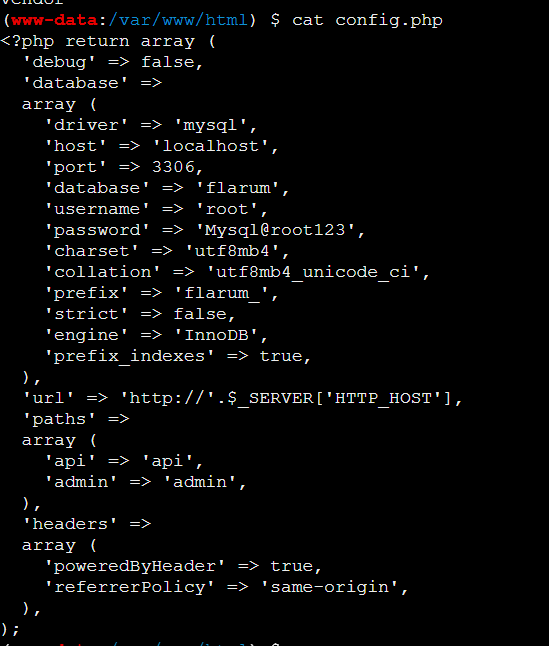 vendor
(www-data:/var/www/html) $ cat config.php
<?php return array (
  'debug' => false,
  'database' =>
  array (
    'driver' => 'mysql',
    'host' => 'localhost',
    'port' => 3306,
    'database' => 'flarum',
    'username' => 'root',
    'password' => 'Mysql@root123',
    'charset' => 'utf8mb4',
    'collation' => 'utf8mb4_unicode_ci',
    'prefix' => 'flarum_',
    'strict' => false,
    'engine' => 'InnoDB',
    'prefix_indexes' => true,
  ),
  'url' => 'http://'.$_SERVER['HTTP_HOST'],
  'paths' =>
  array (
    'api' => 'api',
    'admin' => 'admin',
  ),
  'headers' =>
  array (
    'poweredByHeader' => true,
    'referrerPolicy' => 'same-origin',
  ),
);